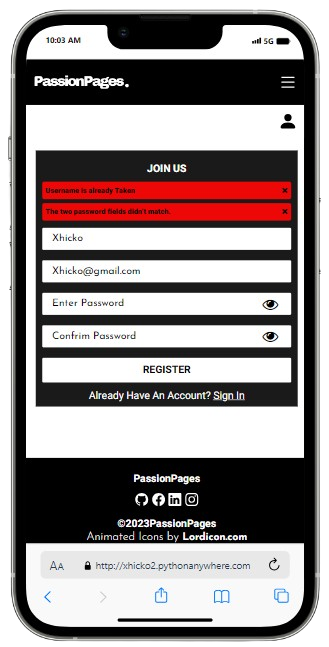 10:03 AM
5G
PassionPages.
JOIN US
Username is already Taken
×
The two password fields didn't match.
×
Xhicko
Xhicko@gmail.com
Enter Password
Confrim Password
REGISTER
Already Have An Account? Sign In
PassionPages
©2023PassionPages
Animated Icons by Lordicon.com
AA
http://xhicko2.pythonanywhere.com